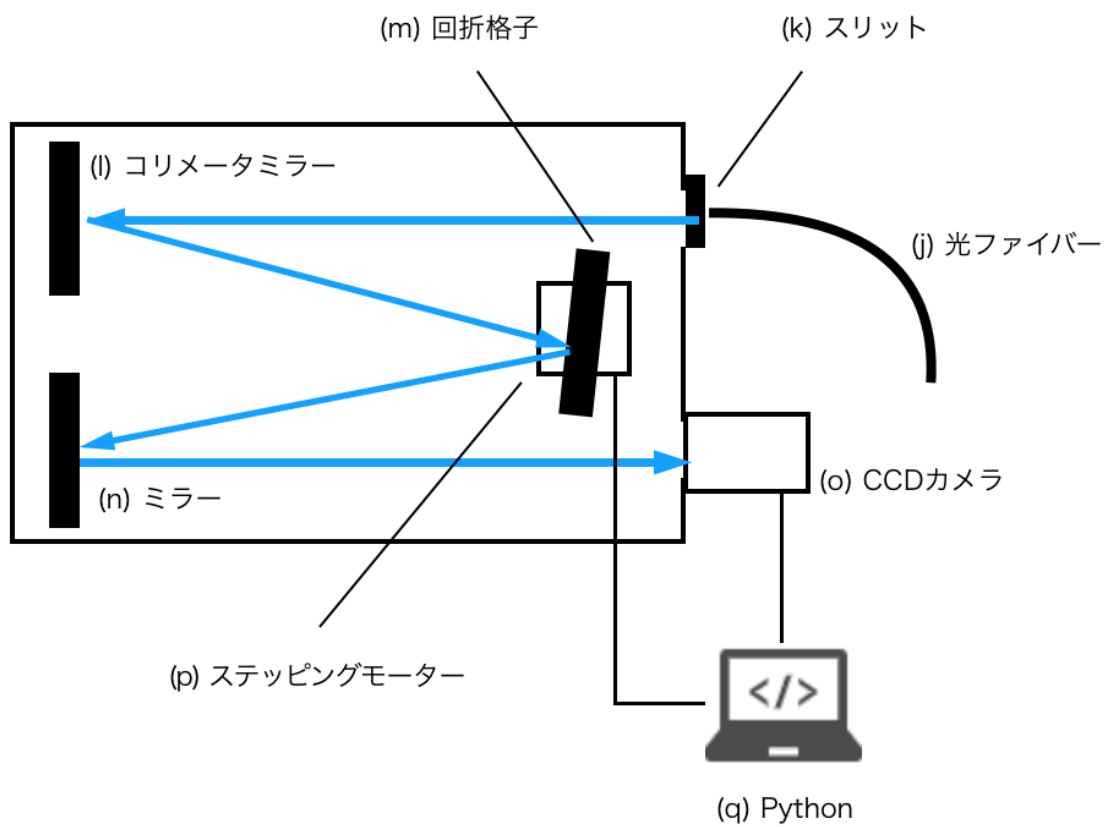 (m) 回折格子
(k) スリット
(l) コリメータミラー
(j) 光ファイバー
(o) CCDカメラ
(n) ミラー
(p) ステッピングモーター
</>
(q) Python